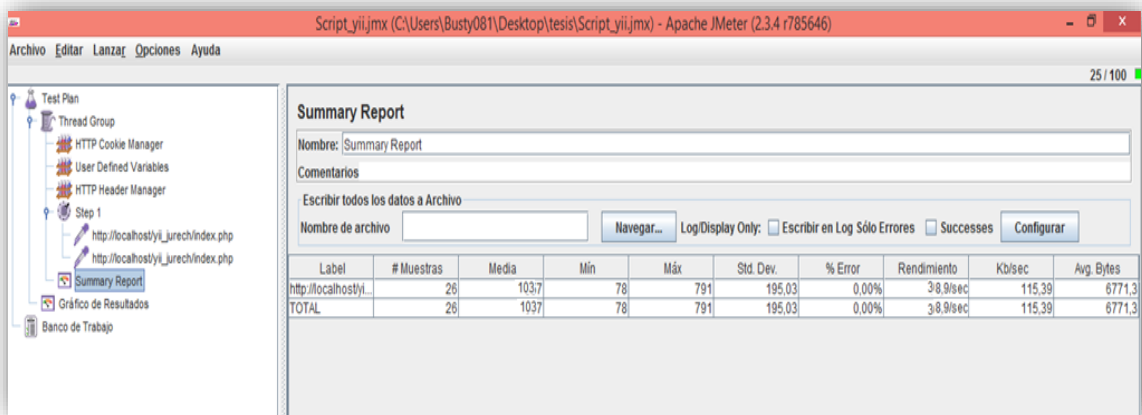 Script_yii.jmx (C:\Users\Busty081\Desktop\tesis\Script_yii.jmx) - Apache JMeter (2.3.4 r785646)
Archivo Editar Lanzar Opciones Ayuda
25 / 100
Test Plan
Thread Group
HTTP Cookie Manager
User Defined Variables
HTTP Header Manager
Step 1
http://localhost/yii_jurech/index.php
http://localhost/yii_jurech/index.php
Summary Report
Gráfico de Resultados
Banco de Trabajo
Summary Report
Nombre: Summary Report
Comentarios
Escribir todos los datos a Archivo
Nombre de archivo Navegar... Log/Display Only: Escribir en Log Sólo Errores Successes Configurar
Label # Muestras Media Mín Máx Std. Dev. % Error Rendimiento Kb/sec Avg. Bytes
http://localhost/yi... 26 1037 78 791 195,03 0,00% 38,9/sec 115,39 6771,3
TOTAL 26 1037 78 791 195,03 0,00% 38,9/sec 115,39 6771,3